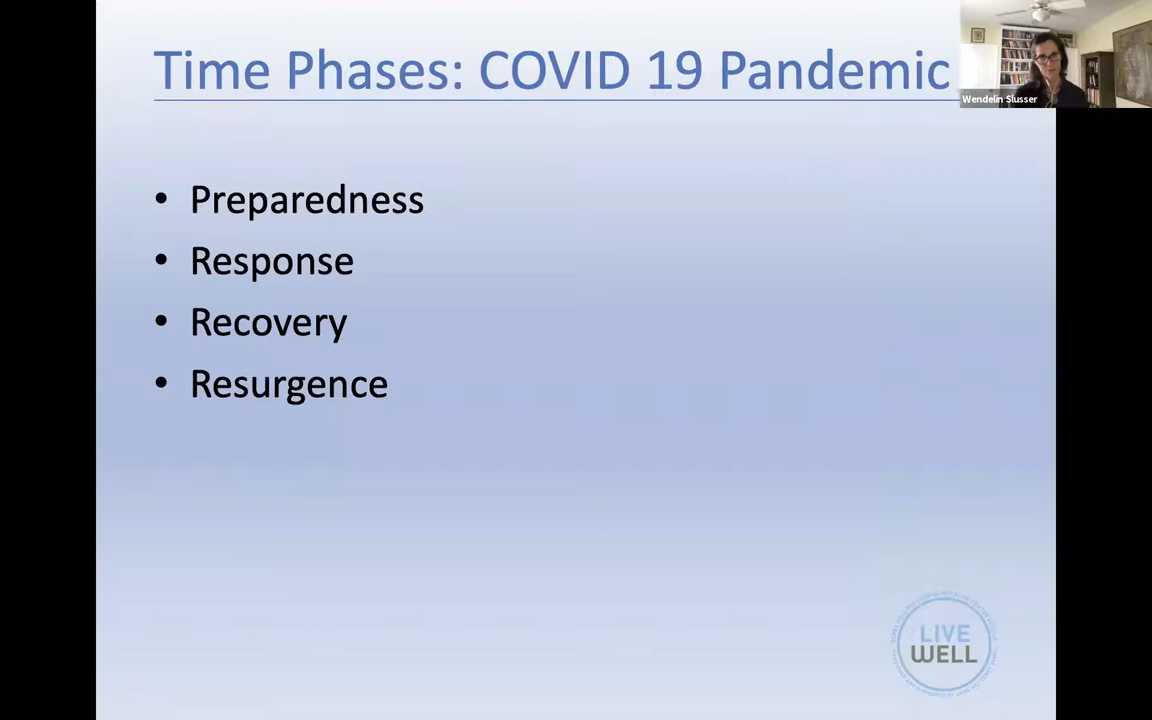 Time Phases: COVID 19 Pandemic
Wendelin Slusser
• Preparedness
• Response
• Recovery
• Resurgence
LIVE
WELL